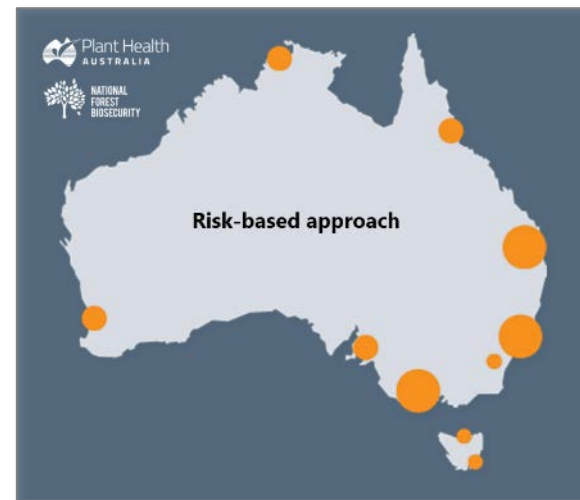 Plant Health
AUSTRALIA
NATIONAL
FOREST
BIOSECURITY
Risk-based approach